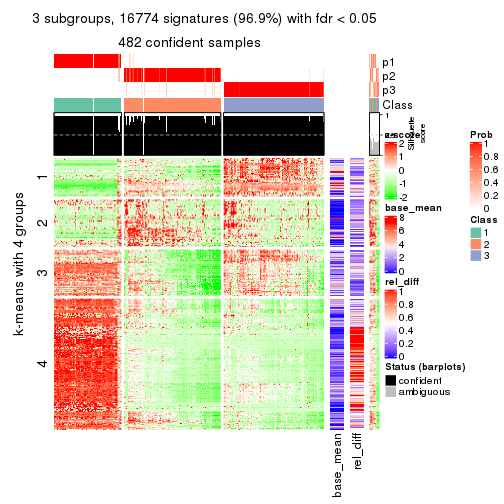 3 subgroups, 16774 signatures (96.9%) with fdr < 0.05
482 confident samples
p1
p2
p3
Class
1
Silhouette
score
k-means with 4 groups
1
2
3
4
base_mean
rel_diff
z-score
2
1
0
-1
-2
base_mean
8
6
4
2
0
rel_diff
1
0.8
0.6
0.4
0.2
0
Status (barplots)
confident
ambiguous
Prob
1
0.8
0.6
0.4
0.2
0
Class
1
2
3